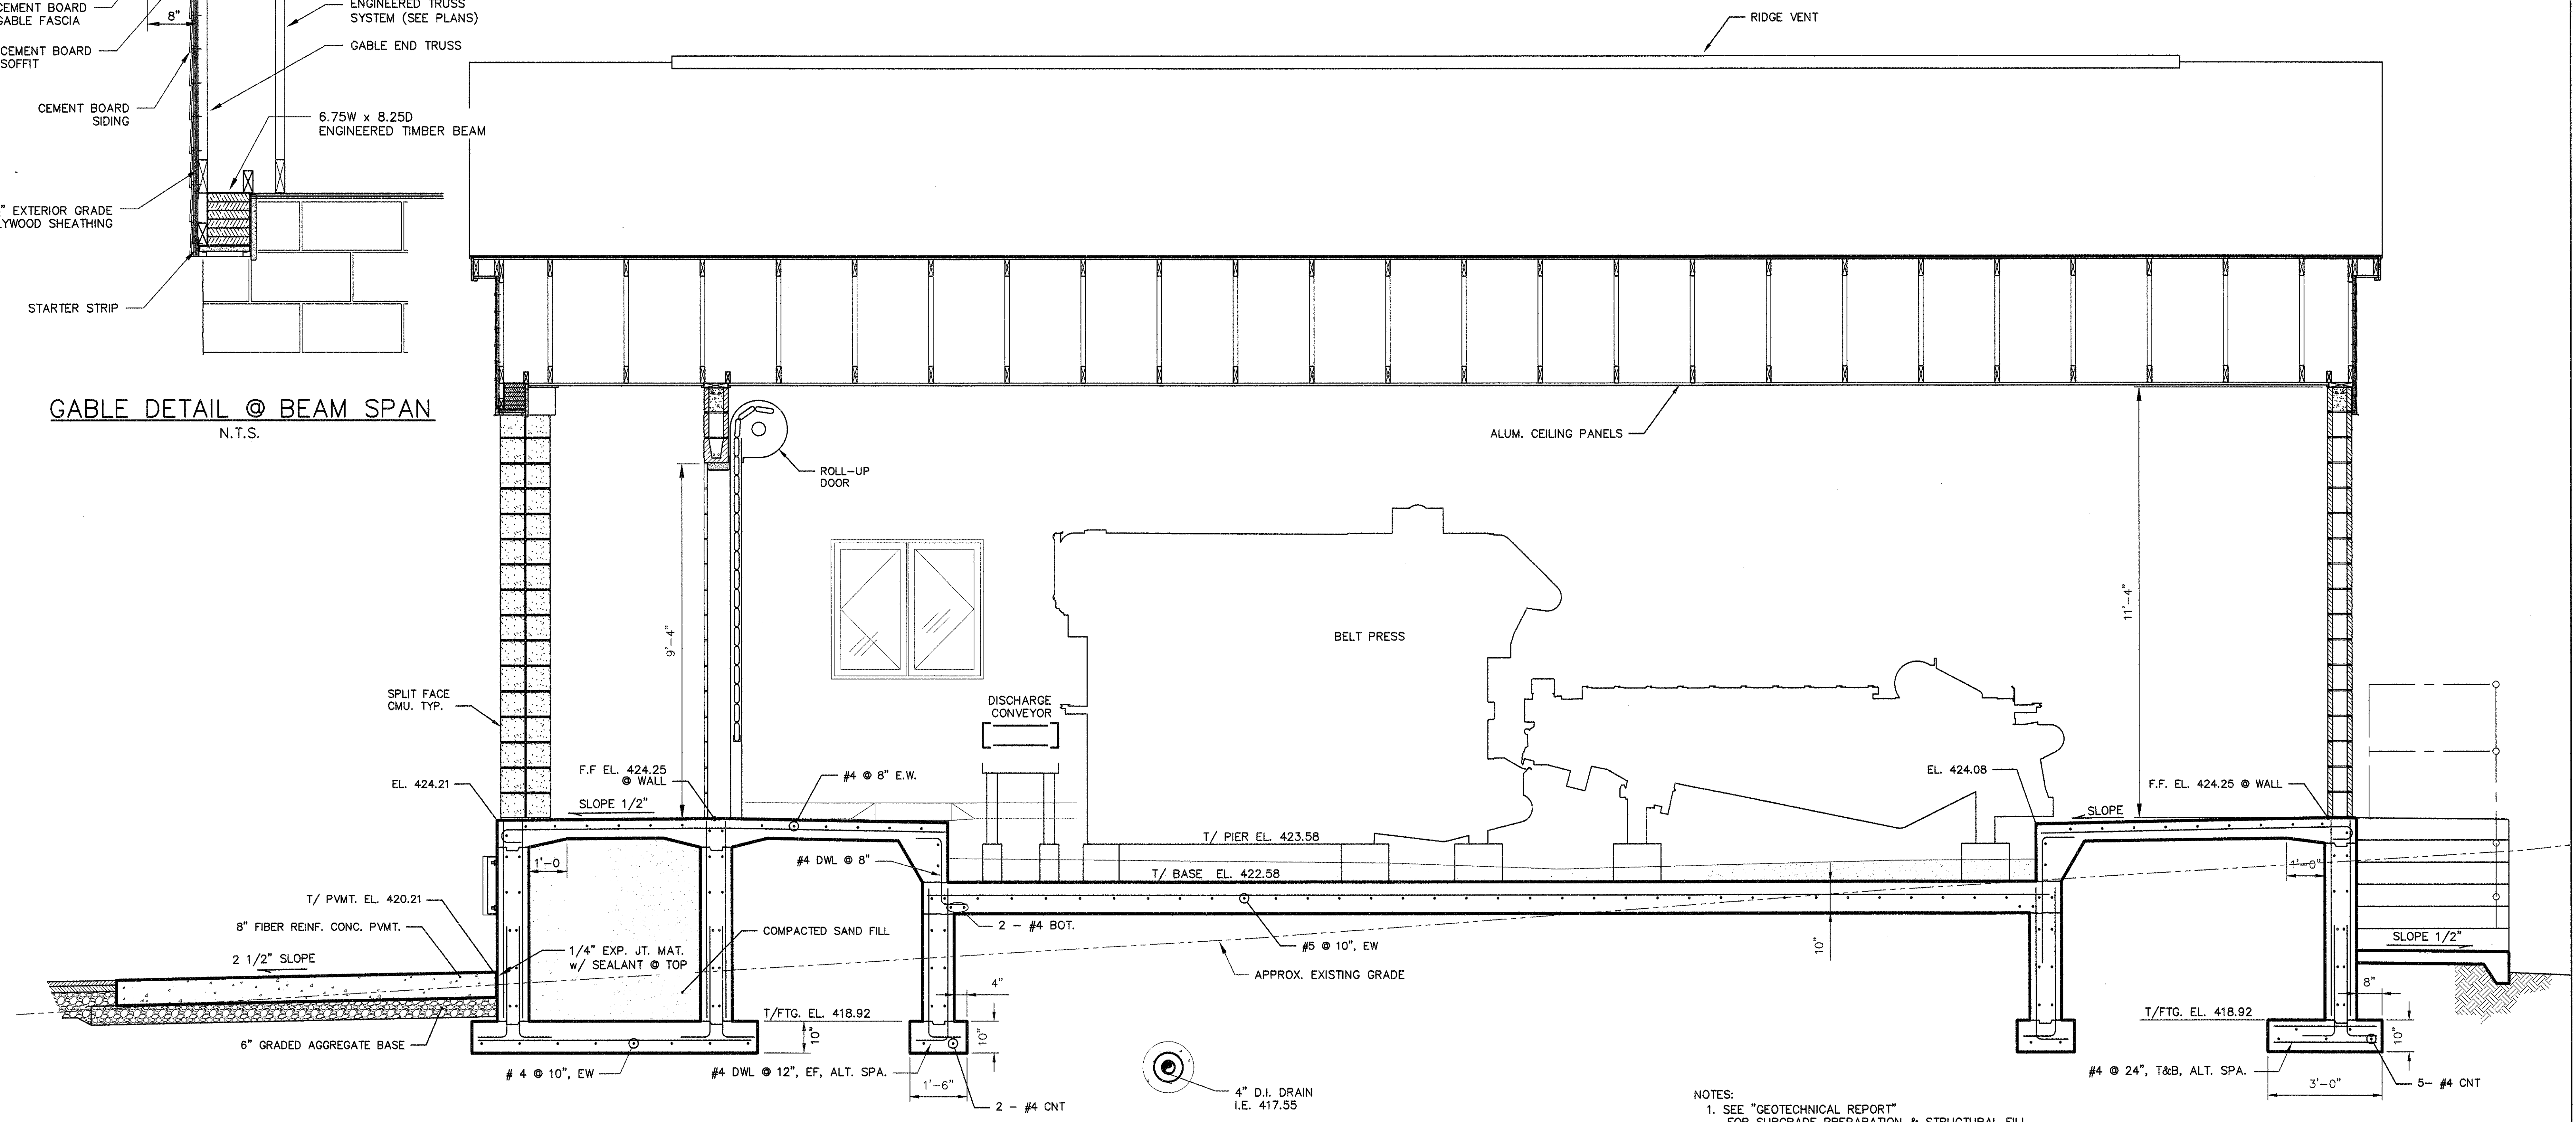 CEMENT BOARD
GABLE FASCIA
8"
CEMENT BOARD
SOFFIT
CEMENT BOARD
SIDING
" EXTERIOR GRADE
LYWOOD SHEATHING
STARTER STRIP
ENGINEERED TRUSS
SYSTEM (SEE PLANS)
GABLE END TRUSS
6.75W x 8.25D
ENGINEERED TIMBER BEAM
GABLE DETAIL @ BEAM SPAN
N.T.S.
RIDGE VENT
ALUM. CEILING PANELS
ROLL-UP
DOOR
9'-4"
11'-4"
BELT PRESS
DISCHARGE
CONVEYOR
SPLIT FACE
CMU. TYP.
EL. 424.21
F.F EL. 424.25
@ WALL
#4 @ 8" E.W.
SLOPE 1/2"
EL. 424.08
F.F. EL. 424.25 @ WALL
SLOPE
T/ PIER EL. 423.58
T/ BASE EL. 422.58
#4 DWL @ 8"
1'-0
1'-0"
T/ PVMT. EL. 420.21
8" FIBER REINF. CONC. PVMT.
2 1/2" SLOPE
1/4" EXP. JT. MAT.
w/ SEALANT @ TOP
COMPACTED SAND FILL
2 - #4 BOT.
#5 @ 10", EW
10"
APPROX. EXISTING GRADE
SLOPE 1/2"
4"
8"
T/FTG. EL. 418.92
10"
10"
T/FTG. EL. 418.92
10"
6" GRADED AGGREGATE BASE
# 4 @ 10", EW
#4 DWL @ 12", EF, ALT. SPA.
1'-6"
2 - #4 CNT
4" D.I. DRAIN
I.E. 417.55
#4 @ 24", T&B, ALT. SPA.
3'-0"
5- #4 CNT
NOTES:
1. SEE "GEOTECHNICAL REPORT"
FOR SUBGRADE PREPARATION & STRUCTURAL FILL